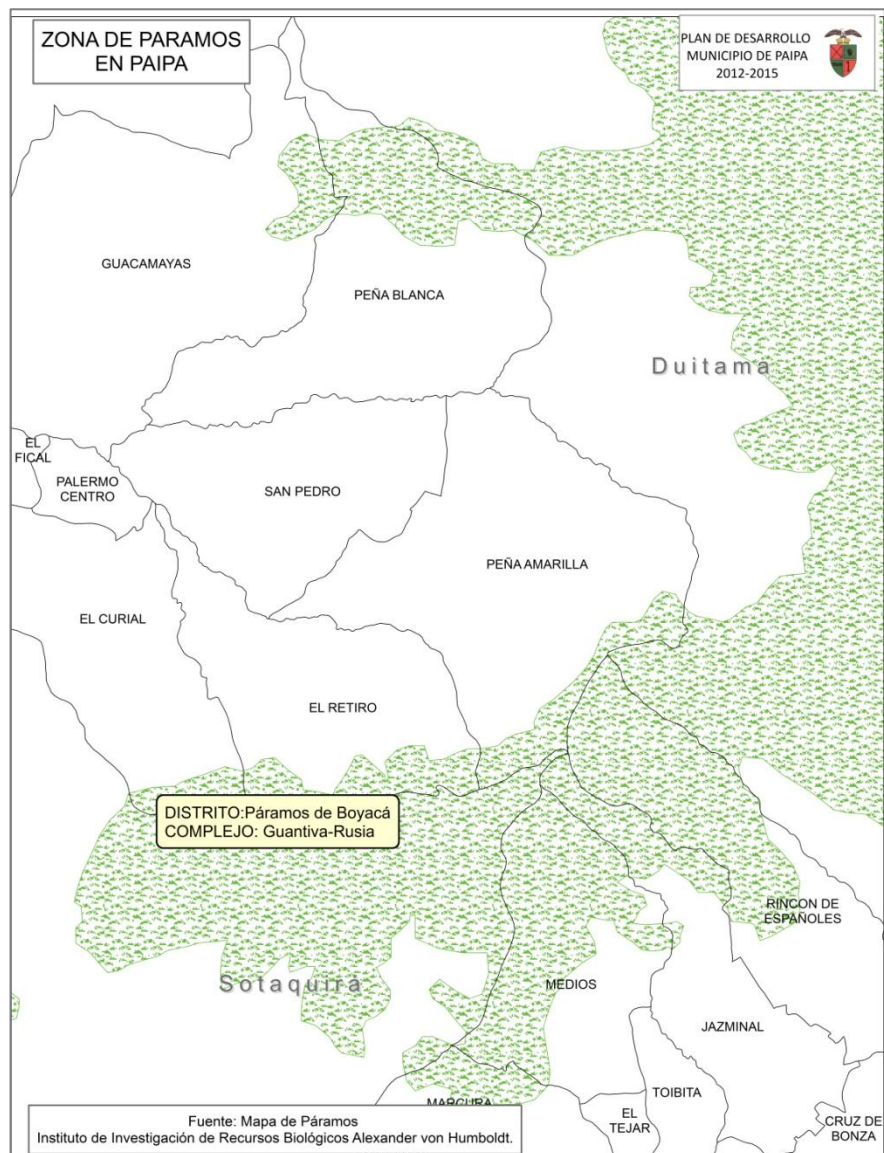 ZONA DE PARAMOS
EN PAIPA
PLAN DE DESARROLLO
MUNICIPIO DE PAIPA
2012-2015
GUACAMAYAS
PEÑA BLANCA
Duitama
EL
FICAL
PALERMO
CENTRO
SAN PEDRO
PEÑA AMARILLA
EL CURIAL
EL RETIRO
DISTRITO:Páramos de Boyacá
COMPLEJO: Guantiva-Rusia
RINCON DE
ESPAÑOLES
Sotaquirá
MEDIOS
JAZMINAL
TOIBITA
MARCURA
EL
TEJAR
CRUZ DE
BONZA
Fuente: Mapa de Páramos
Instituto de Investigación de Recursos Biológicos Alexander von Humboldt.